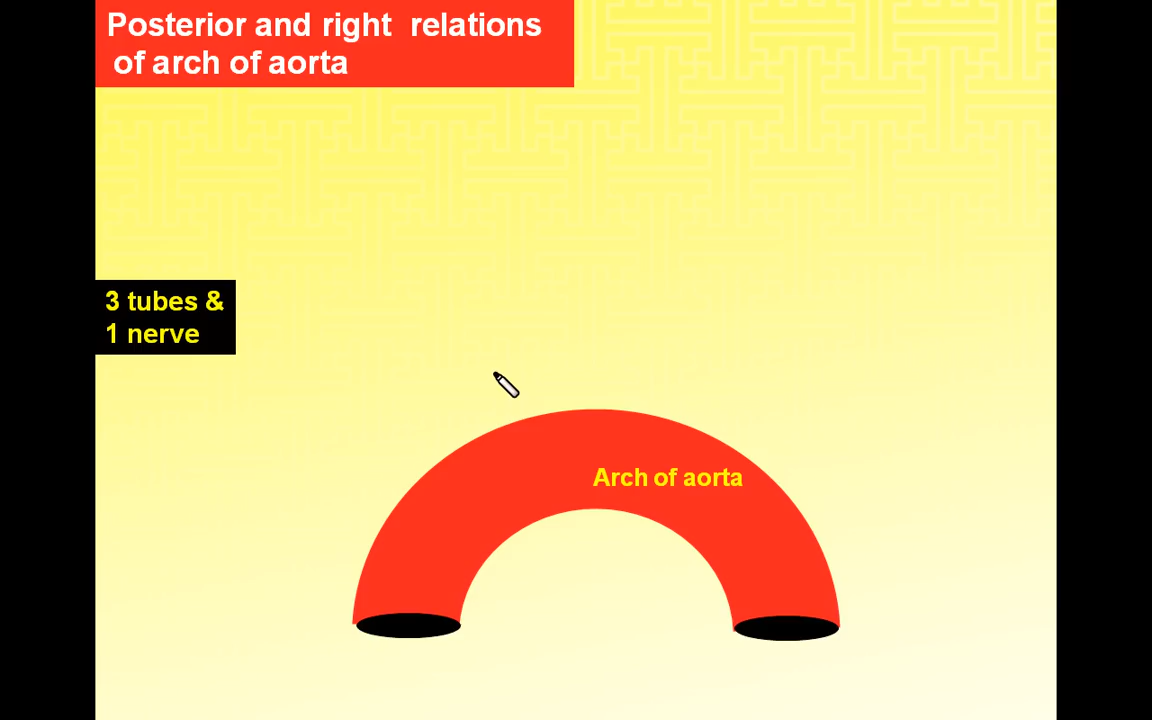 Posterior and right relations
of arch of aorta
3 tubes &
1 nerve
Arch of aorta